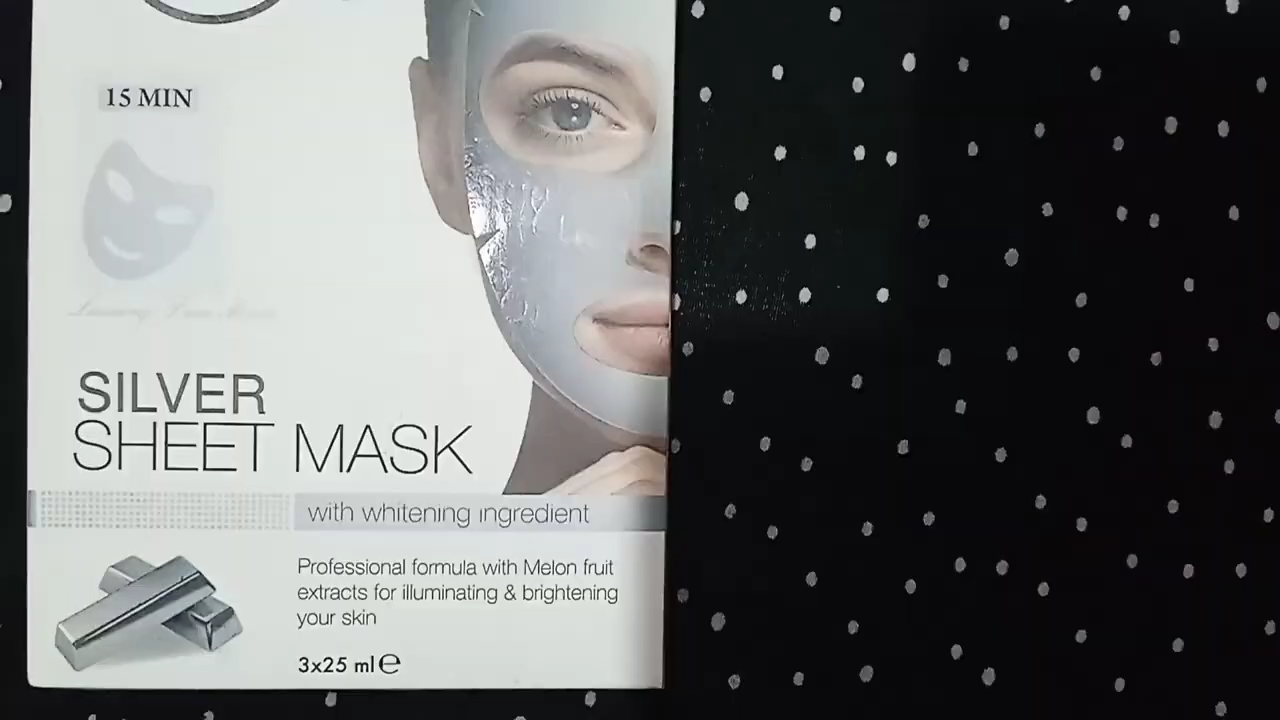 15 MIN
SILVER
SHEET MASK
with whitening ingredient
Professional formula with Melon fruit
extracts for illuminating & brightening
your skin
3x25 ml ℮